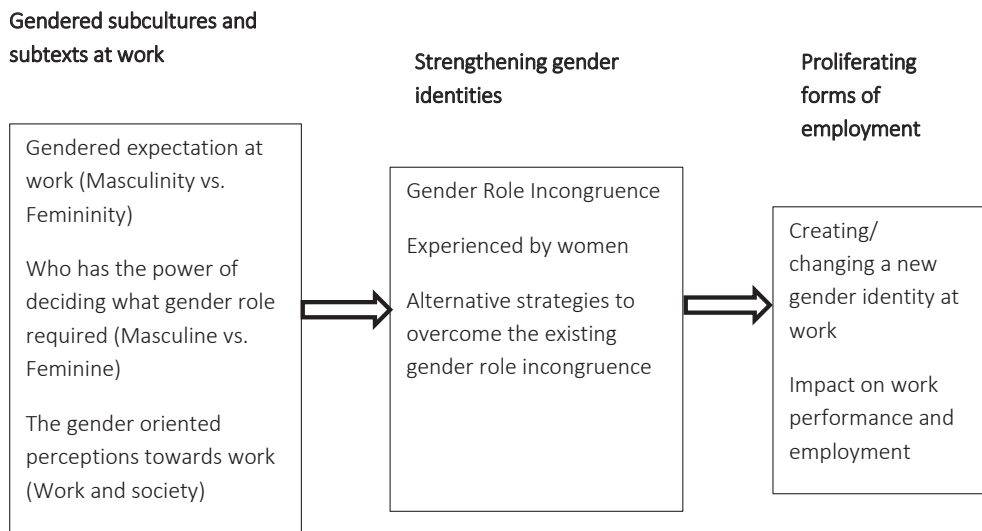 Gendered subcultures and
subtexts at work
Gendered expectation at
work (Masculinity vs.
Femininity)
Who has the power of
deciding what gender role
required (Masculine vs.
Feminine)
The gender oriented
perceptions towards work
(Work and society)
Strengthening gender
identities
Gender Role Incongruence
Experienced by women
Alternative strategies to
overcome the existing
gender role incongruence
Proliferating
forms of
employment
Creating/
changing a new
gender identity at
work
Impact on work
performance and
employment